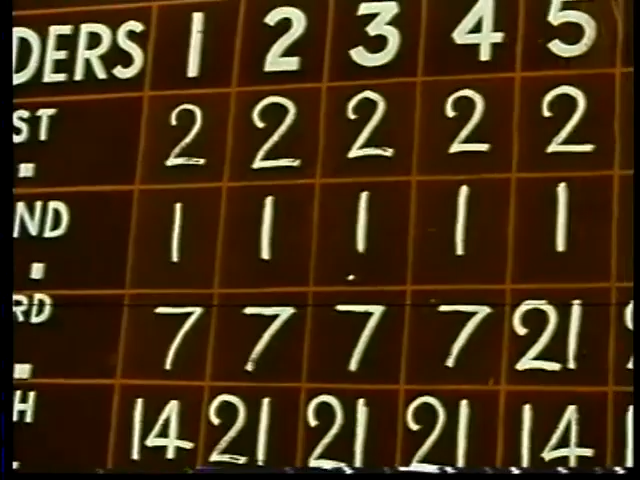 DERS 1 2 3 4 5
ST. 2 2 2 2 2
ND. 1 1 1 1 1
RD. 7 7 7 7 21
H. 14 21 21 21 14